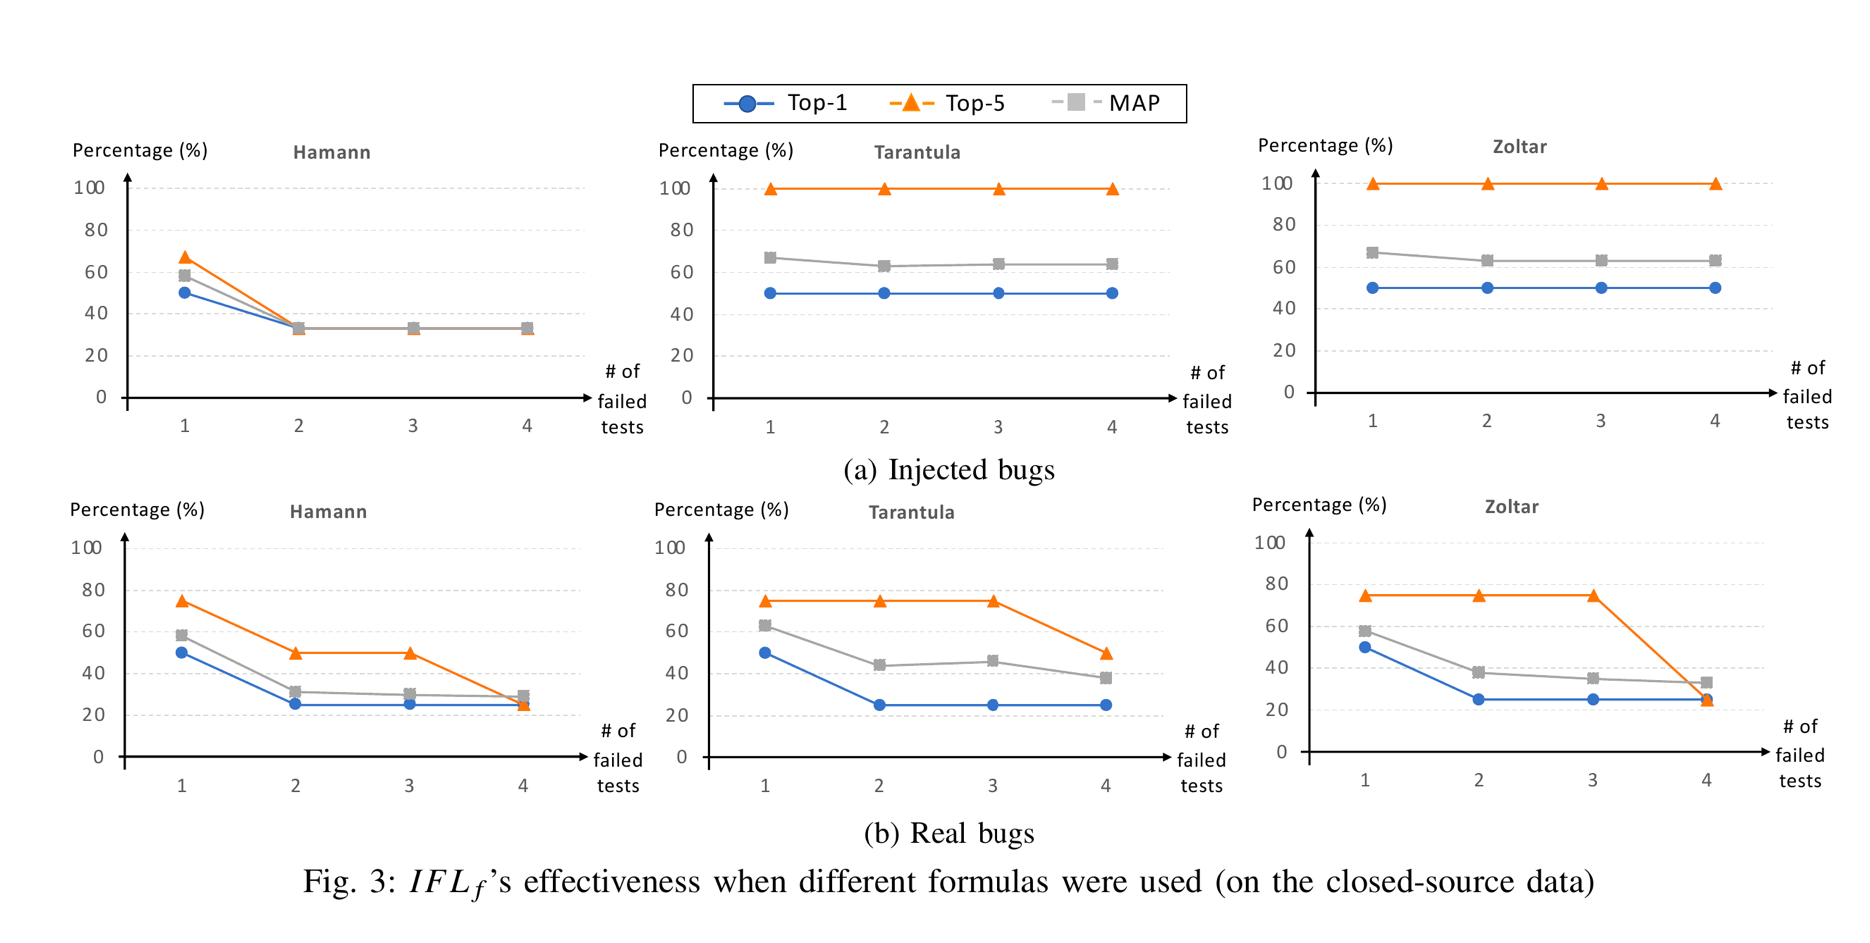 Top-1 Top-5 MAP
Percentage (%) Hamann
100
80
60
40
20
0
1 2 3 4
# of
failed
tests
Percentage (%) Tarantula
100
80
60
40
20
0
1 2 3 4
# of
failed
tests
Percentage (%) Zoltar
100
80
60
40
20
0
1 2 3 4
# of
failed
tests
(a) Injected bugs
Percentage (%) Hamann
100
80
60
40
20
0
1 2 3 4
# of
failed
tests
Percentage (%) Tarantula
100
80
60
40
20
0
1 2 3 4
# of
failed
tests
Percentage (%) Zoltar
100
80
60
40
20
0
1 2 3 4
# of
failed
tests
(b) Real bugs
Fig. 3: IFL_f's effectiveness when different formulas were used (on the closed-source data)